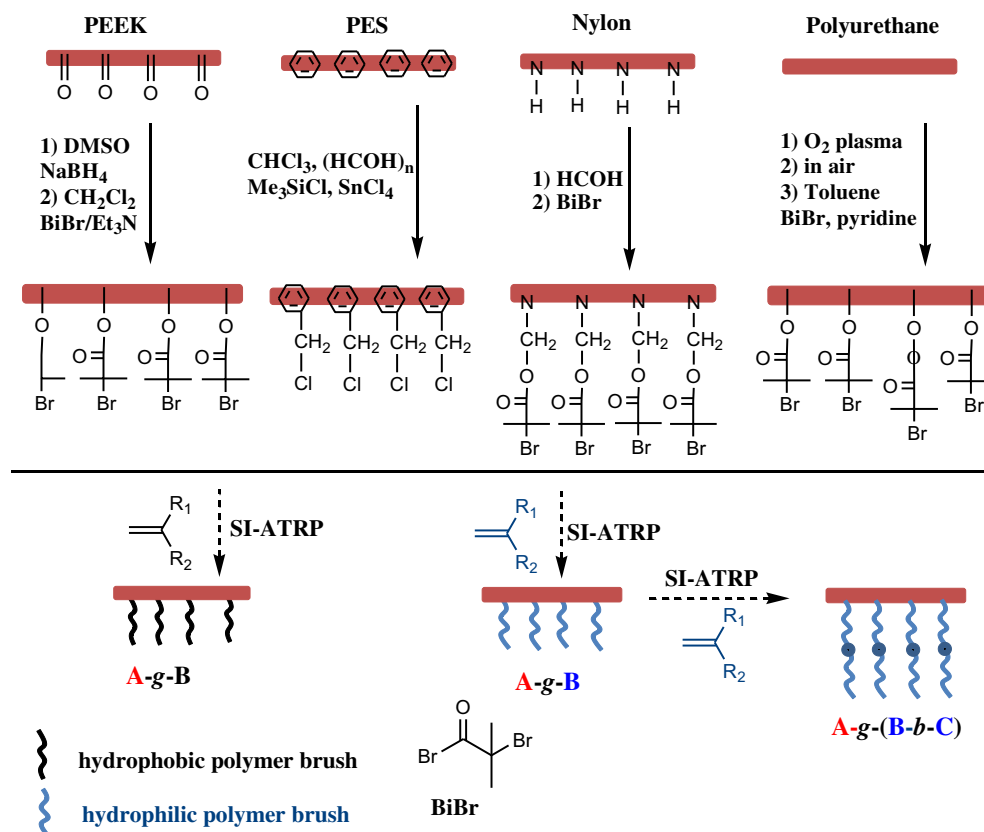 PEEK
PES
Nylon
Polyurethane
O O O O
N N N N
H H H H
1) DMSO
NaBH4
2) CH2Cl2
BiBr/Et3N
CHCl3, (HCOH)n
Me3SiCl, SnCl4
1) HCOH
2) BiBr
1) O2 plasma
2) in air
3) Toluene
BiBr, pyridine
O O O O
O O O
Br Br Br Br
CH2 CH2 CH2 CH2
Cl Cl Cl Cl
N N N N
CH2 CH2 CH2 CH2
O O O O
O O O O
Br Br Br Br
O O O O
O O O O O
Br Br Br Br
R1
R2
SI-ATRP
A-g-B
R1
R2
SI-ATRP
A-g-B
SI-ATRP
R1
R2
A-g-(B-b-C)
hydrophobic polymer brush
hydrophilic polymer brush
O
Br
Br
BiBr